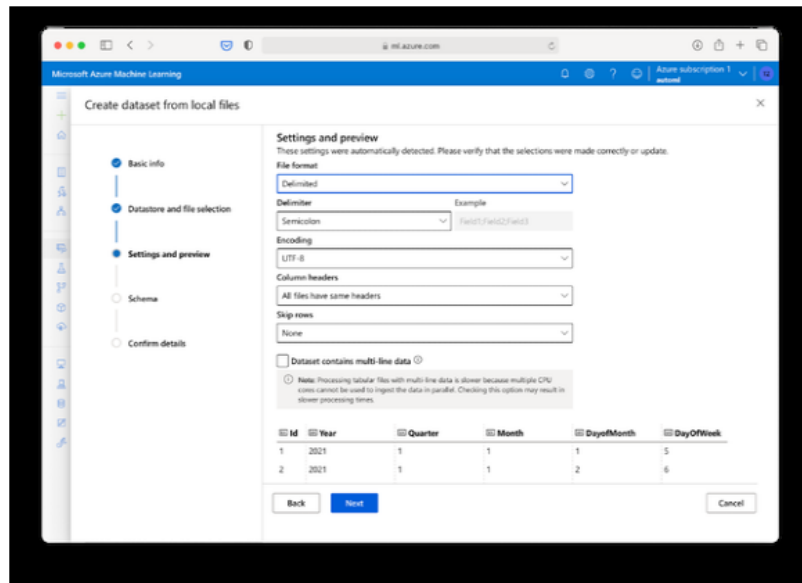 ml.azure.com
Microsoft Azure Machine Learning
Azure subscription 1
automl
Create dataset from local files
Basic info
Datastore and file selection
Settings and preview
Schema
Confirm details
Settings and preview
These settings were automatically detected. Please verify that the selections were made correctly or update.
File format
Delimited
Delimiter Example
Semicolon Field1;Field2;Field3
Encoding
UTF-8
Column headers
All files have same headers
Skip rows
None
Dataset contains multi-line data
Note: Processing tabular files with multi-line data is slower because multiple CPU
cores cannot be used to ingest the data in parallel. Checking this option may result in
slower processing times.
Id Year Quarter Month DayofMonth DayOfWeek
1 2021 1 1 1 5
2 2021 1 1 2 6
Back Next Cancel